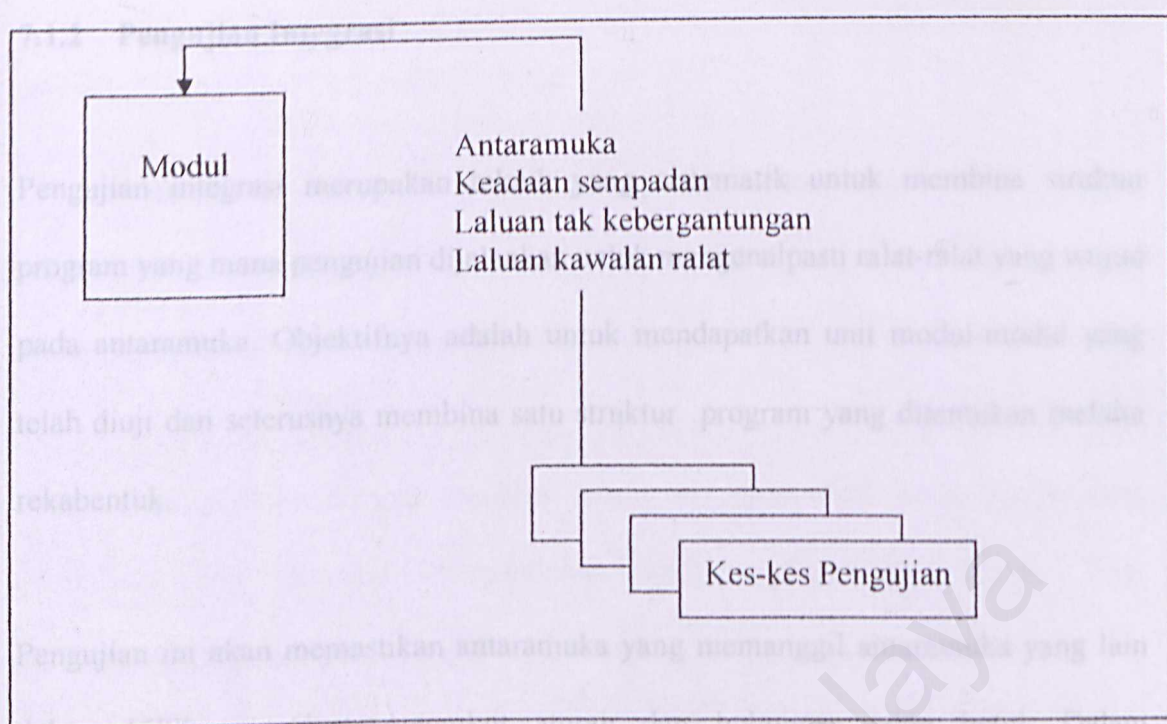 Modul
Antaramuka
Keadaan sempadan
Laluan tak kebergantungan
Laluan kawalan ralat
Kes-kes Pengujian
7.1.2 Pengujian Integrasi
Pengujian Integrasi merupakan yang sistematik untuk membina struktur
program yang mana pengujian mengenalpasti ralat-ralat yang wujud
pada antaramuka. Objektifnya adalah untuk mendapatkan unit modul-modul yang
telah diuji dan seterusnya membina satu struktur program yang ditentukan melalui
rekabentuk.
Pengujian ini akan memastikan antaramuka yang memanggil antaramuka yang lain
laya